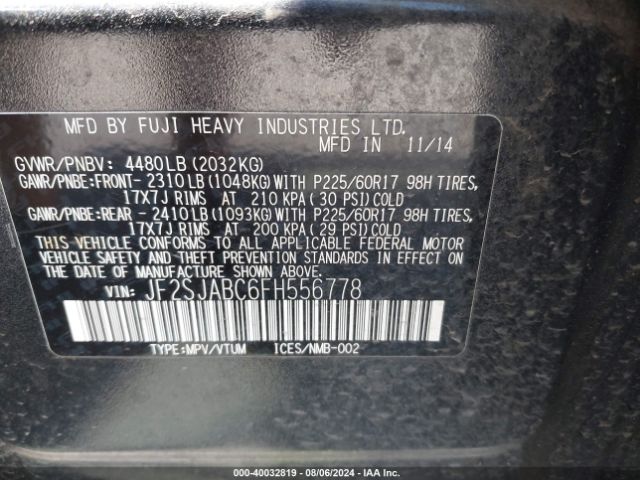 MFD BY FUJI HEAVY INDUSTRIES LTD.
MFD IN 11/14
GVWR/PNBV: 4480LB (2032KG)
GAWR/PNBE:FRONT- 2310LB (1048KG)WITH P225/60R17 98H TIRES,
17X7J RIMS AT 210 KPA (30 PSI)COLD
GAWR/PNBE:REAR - 2410LB (1093KG)WITH P225/60R17 98H TIRES,
17X7J RIMS AT 200 KPA (29 PSI)COLD
THIS VEHICLE CONFORMS TO ALL APPLICABLE FEDERAL MOTOR
VEHICLE SAFETY AND THEFT PREVENTION STANDARDS IN EFFECT ON
THE DATE OF MANUFACTURE SHOWN ABOVE.
VIN: JF2SJABC6FH556778
TYPE:MPV/VTUM ICES/NMB-002
000-40032819 - 08/06/2024 - IAA Inc.